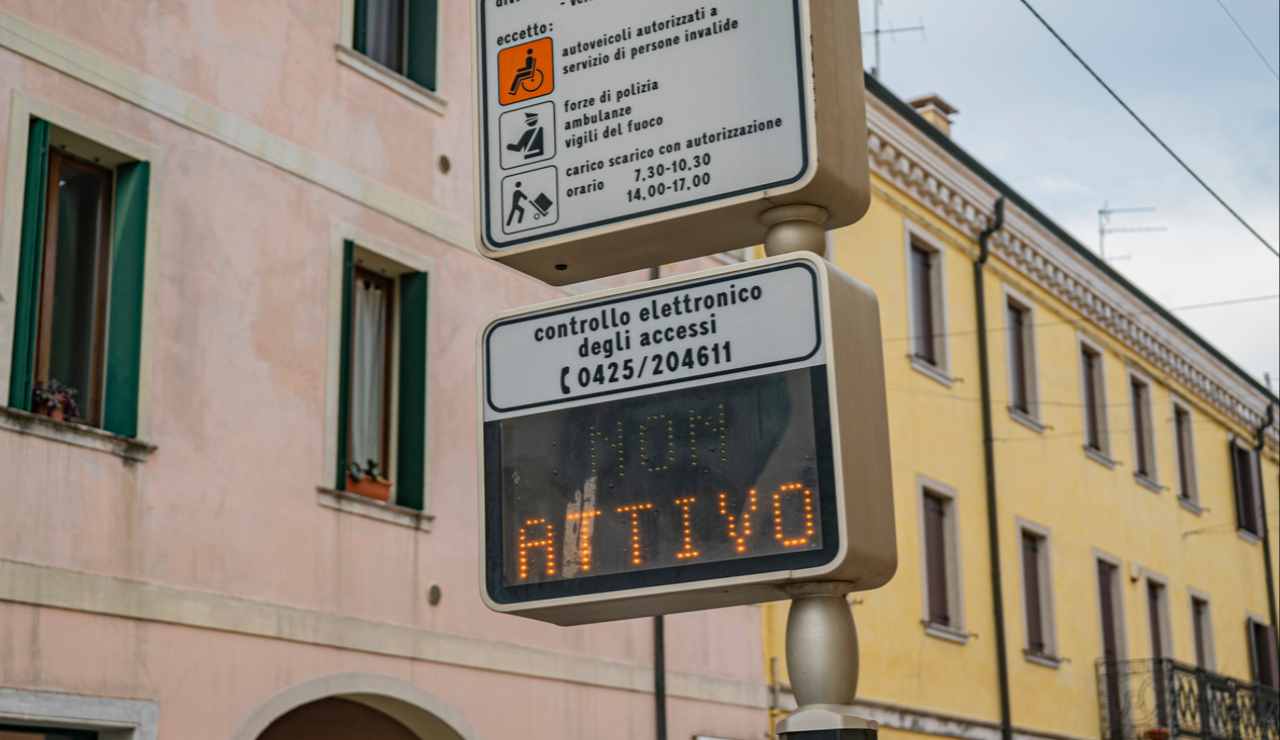 eccetto:
autoveicoli autorizzati a
servizio di persone invalide
forze di polizia
ambulanze
vigili del fuoco
carico scarico con autorizzazione
orario 7.30-10.30
14.00-17.00
controllo elettronico
degli accessi
0425/204611
NON
ATTIVO